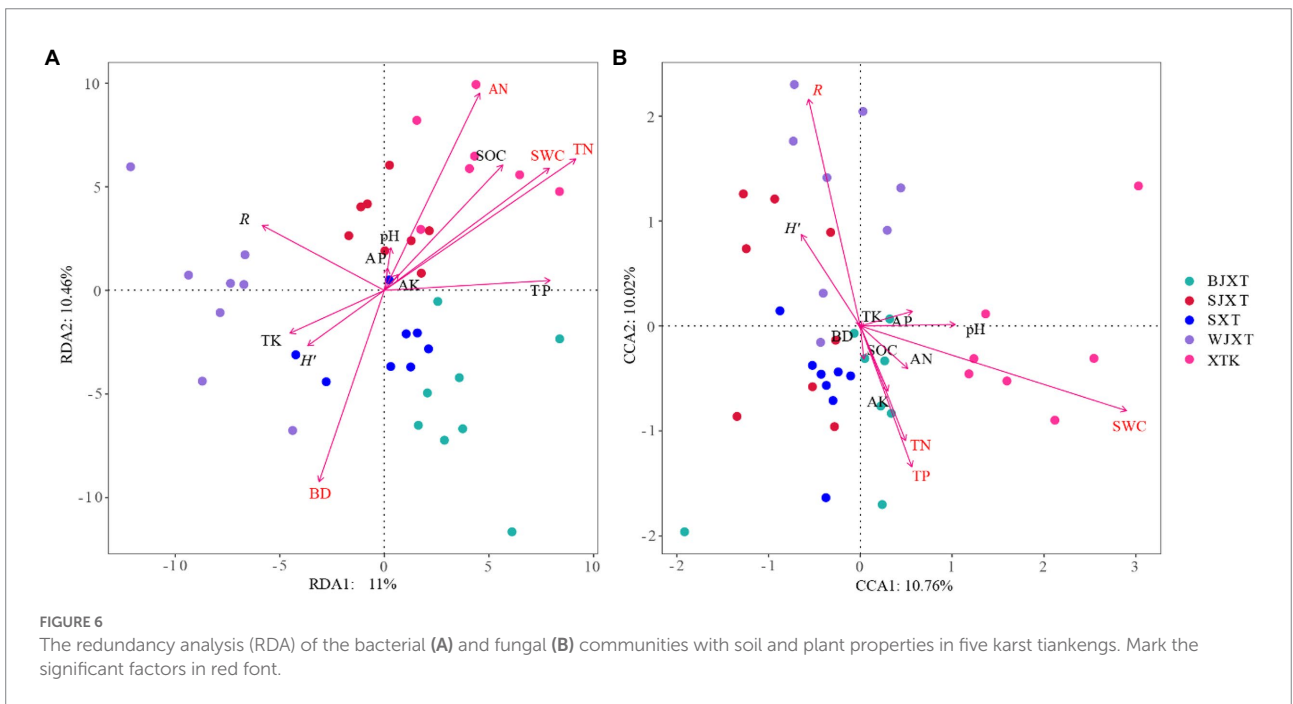 A
B
10
5
0
-5
-10
-10
-5
0
5
10
RDA2: 10.46%
RDA1: 11%
AN
SOC
SWC
TN
R
pH
AP
AK
TP
TK
H'
BD
2
1
0
-1
-2
-2
-1
0
1
2
3
CCA2: 10.02%
CCA1: 10.76%
R
H'
TK
AP
pH
BD
SOC
AN
AK
SWC
TN
TP
BJXT
SJXT
SXT
WJXT
XTK
FIGURE 6
The redundancy analysis (RDA) of the bacterial (A) and fungal (B) communities with soil and plant properties in five karst tiankengs. Mark the
significant factors in red font.